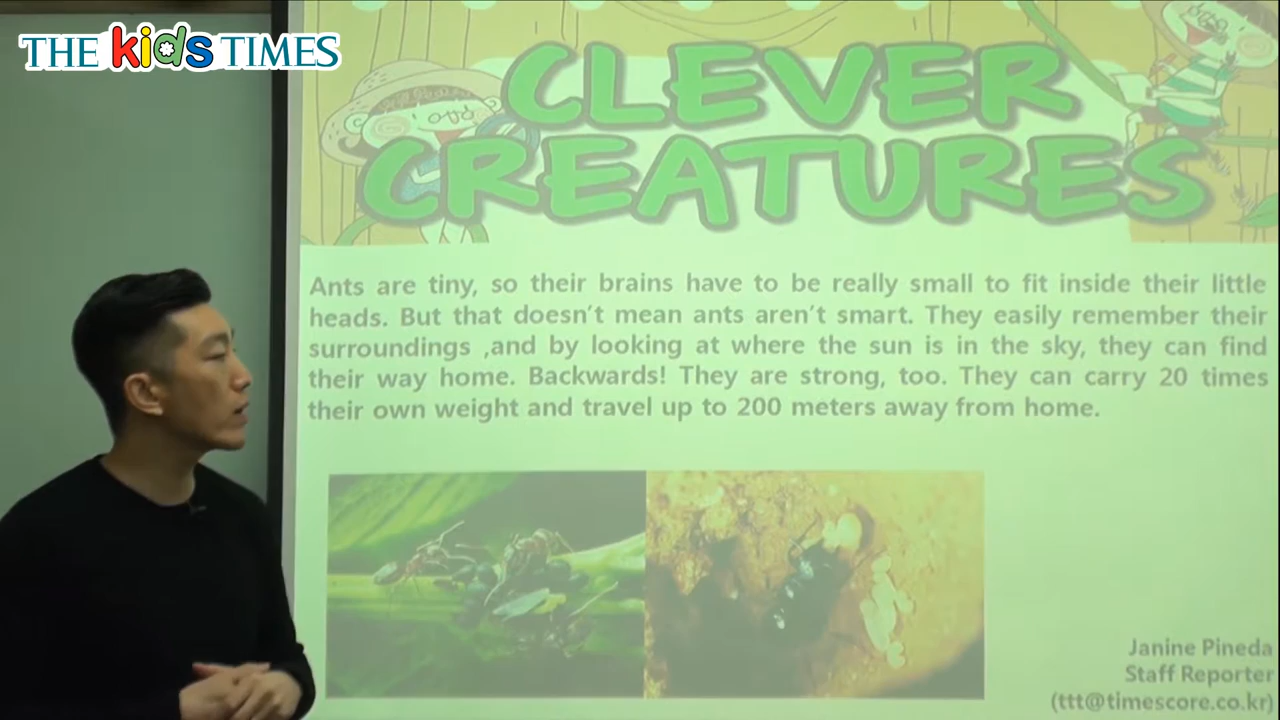 THE kids TIMES
CLEVER
CREATURES
Ants are tiny, so their brains have to be really small to fit inside their little
heads. But that doesn't mean ants aren't smart. They easily remember their
surroundings ,and by looking at where the sun is in the sky, they can find
their way home. Backwards! They are strong, too. They can carry 20 times
their own weight and travel up to 200 meters away from home.
Janine Pineda
Staff Reporter
(ttt@timescore.co.kr)